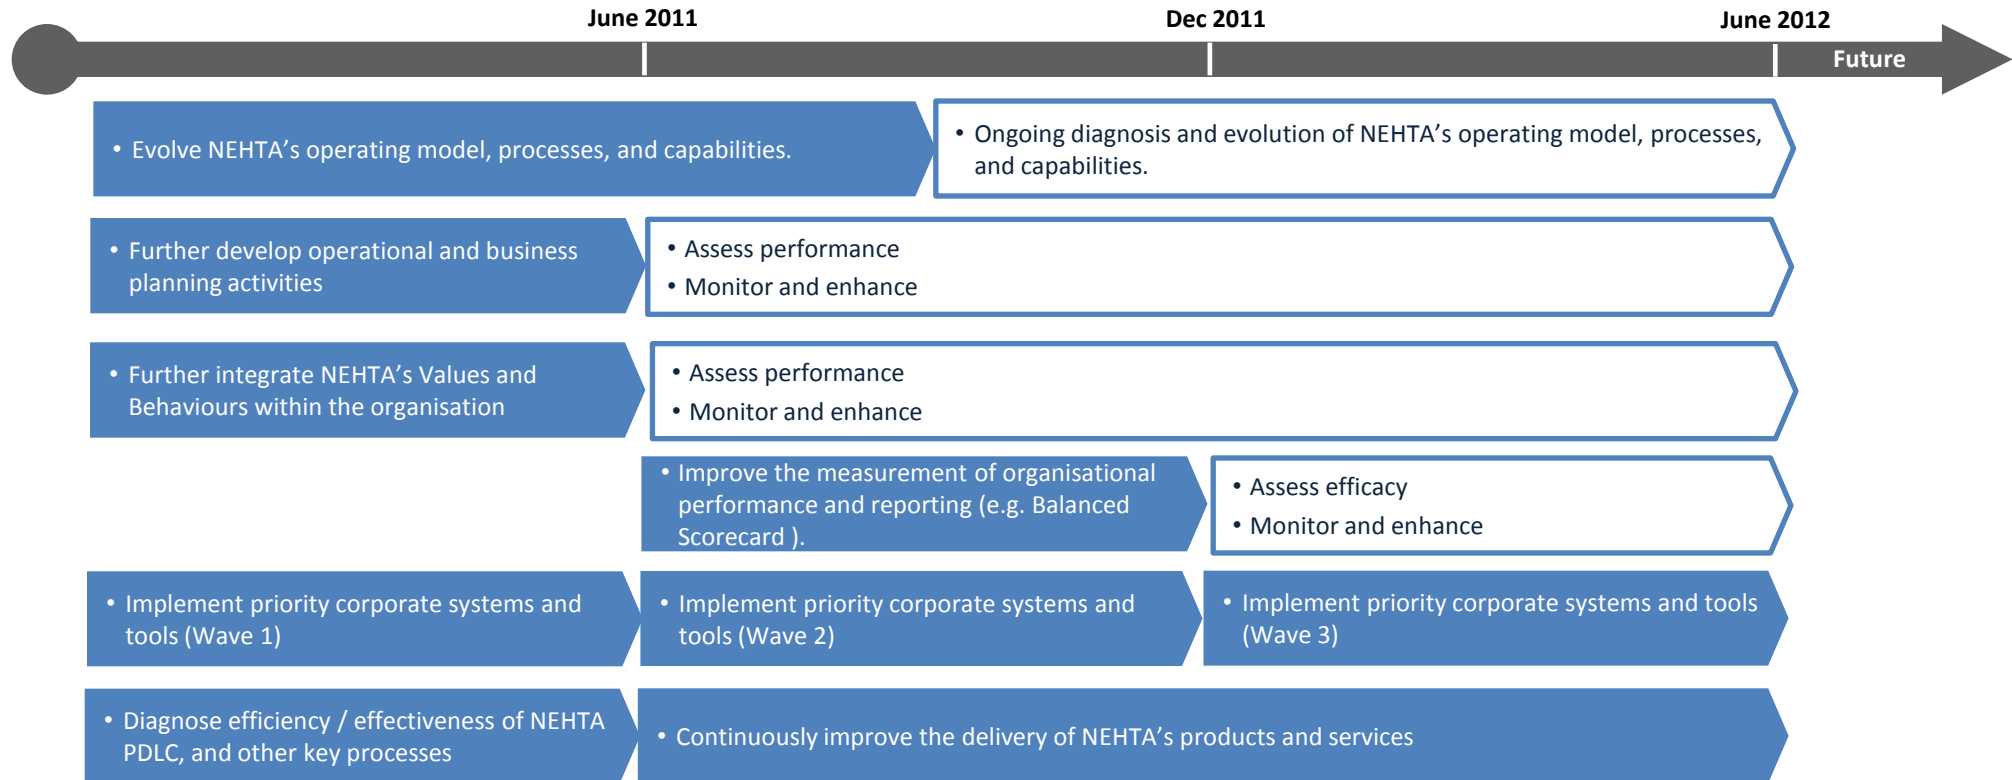 June 2011
Dec 2011
June 2012
Future
• Evolve NEHTA’s operating model, processes, and capabilities.
• Ongoing diagnosis and evolution of NEHTA’s operating model, processes,
and capabilities.
• Further develop operational and business
planning activities
• Assess performance
• Monitor and enhance
• Further integrate NEHTA’s Values and
Behaviours within the organisation
• Assess performance
• Monitor and enhance
• Improve the measurement of organisational
performance and reporting (e.g. Balanced
Scorecard ).
• Assess efficacy
• Monitor and enhance
• Implement priority corporate systems and
tools (Wave 1)
• Implement priority corporate systems and
tools (Wave 2)
• Implement priority corporate systems and tools
(Wave 3)
• Diagnose efficiency / effectiveness of NEHTA
PDLC, and other key processes
• Continuously improve the delivery of NEHTA’s products and services